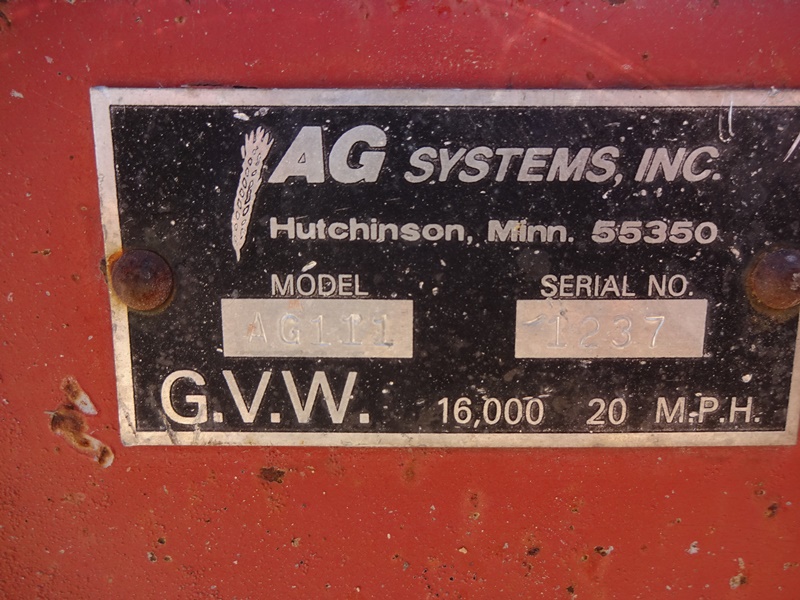 AG SYSTEMS, INC.
Hutchinson, Minn. 55350
MODEL SERIAL NO.
AG111 1237
G.V.W. 16,000 20 M.P.H.